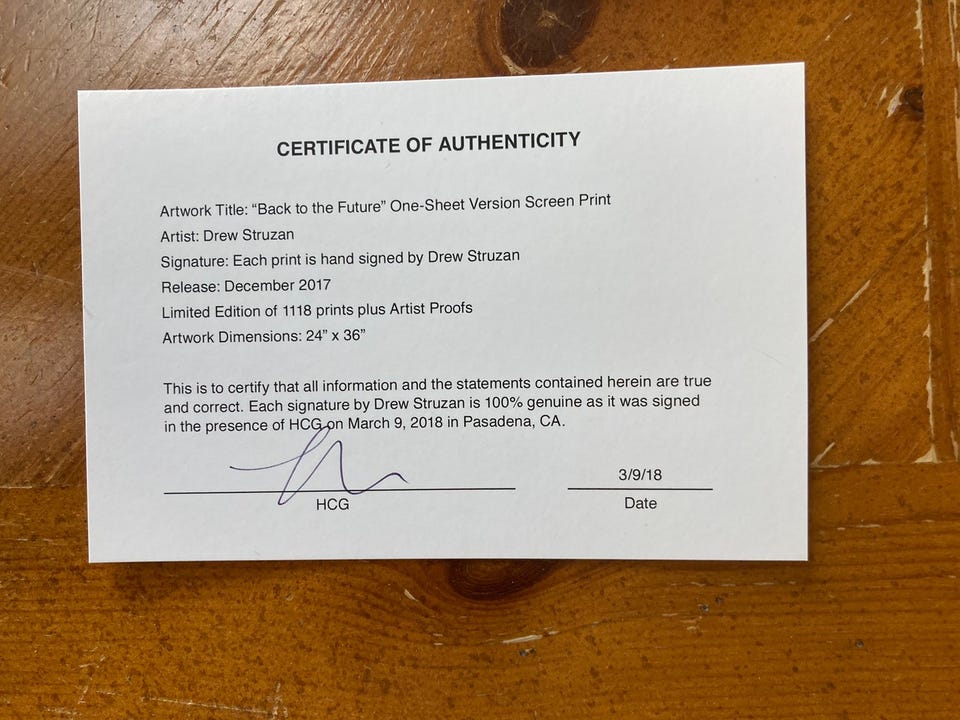 CERTIFICATE OF AUTHENTICITY
Artwork Title: “Back to the Future” One-Sheet Version Screen Print
Artist: Drew Struzan
Signature: Each print is hand signed by Drew Struzan
Release: December 2017
Limited Edition of 1118 prints plus Artist Proofs
Artwork Dimensions: 24” x 36”
This is to certify that all information and the statements contained herein are true
and correct. Each signature by Drew Struzan is 100% genuine as it was signed
in the presence of HCG on March 9, 2018 in Pasadena, CA.
3/9/18
HCG
Date